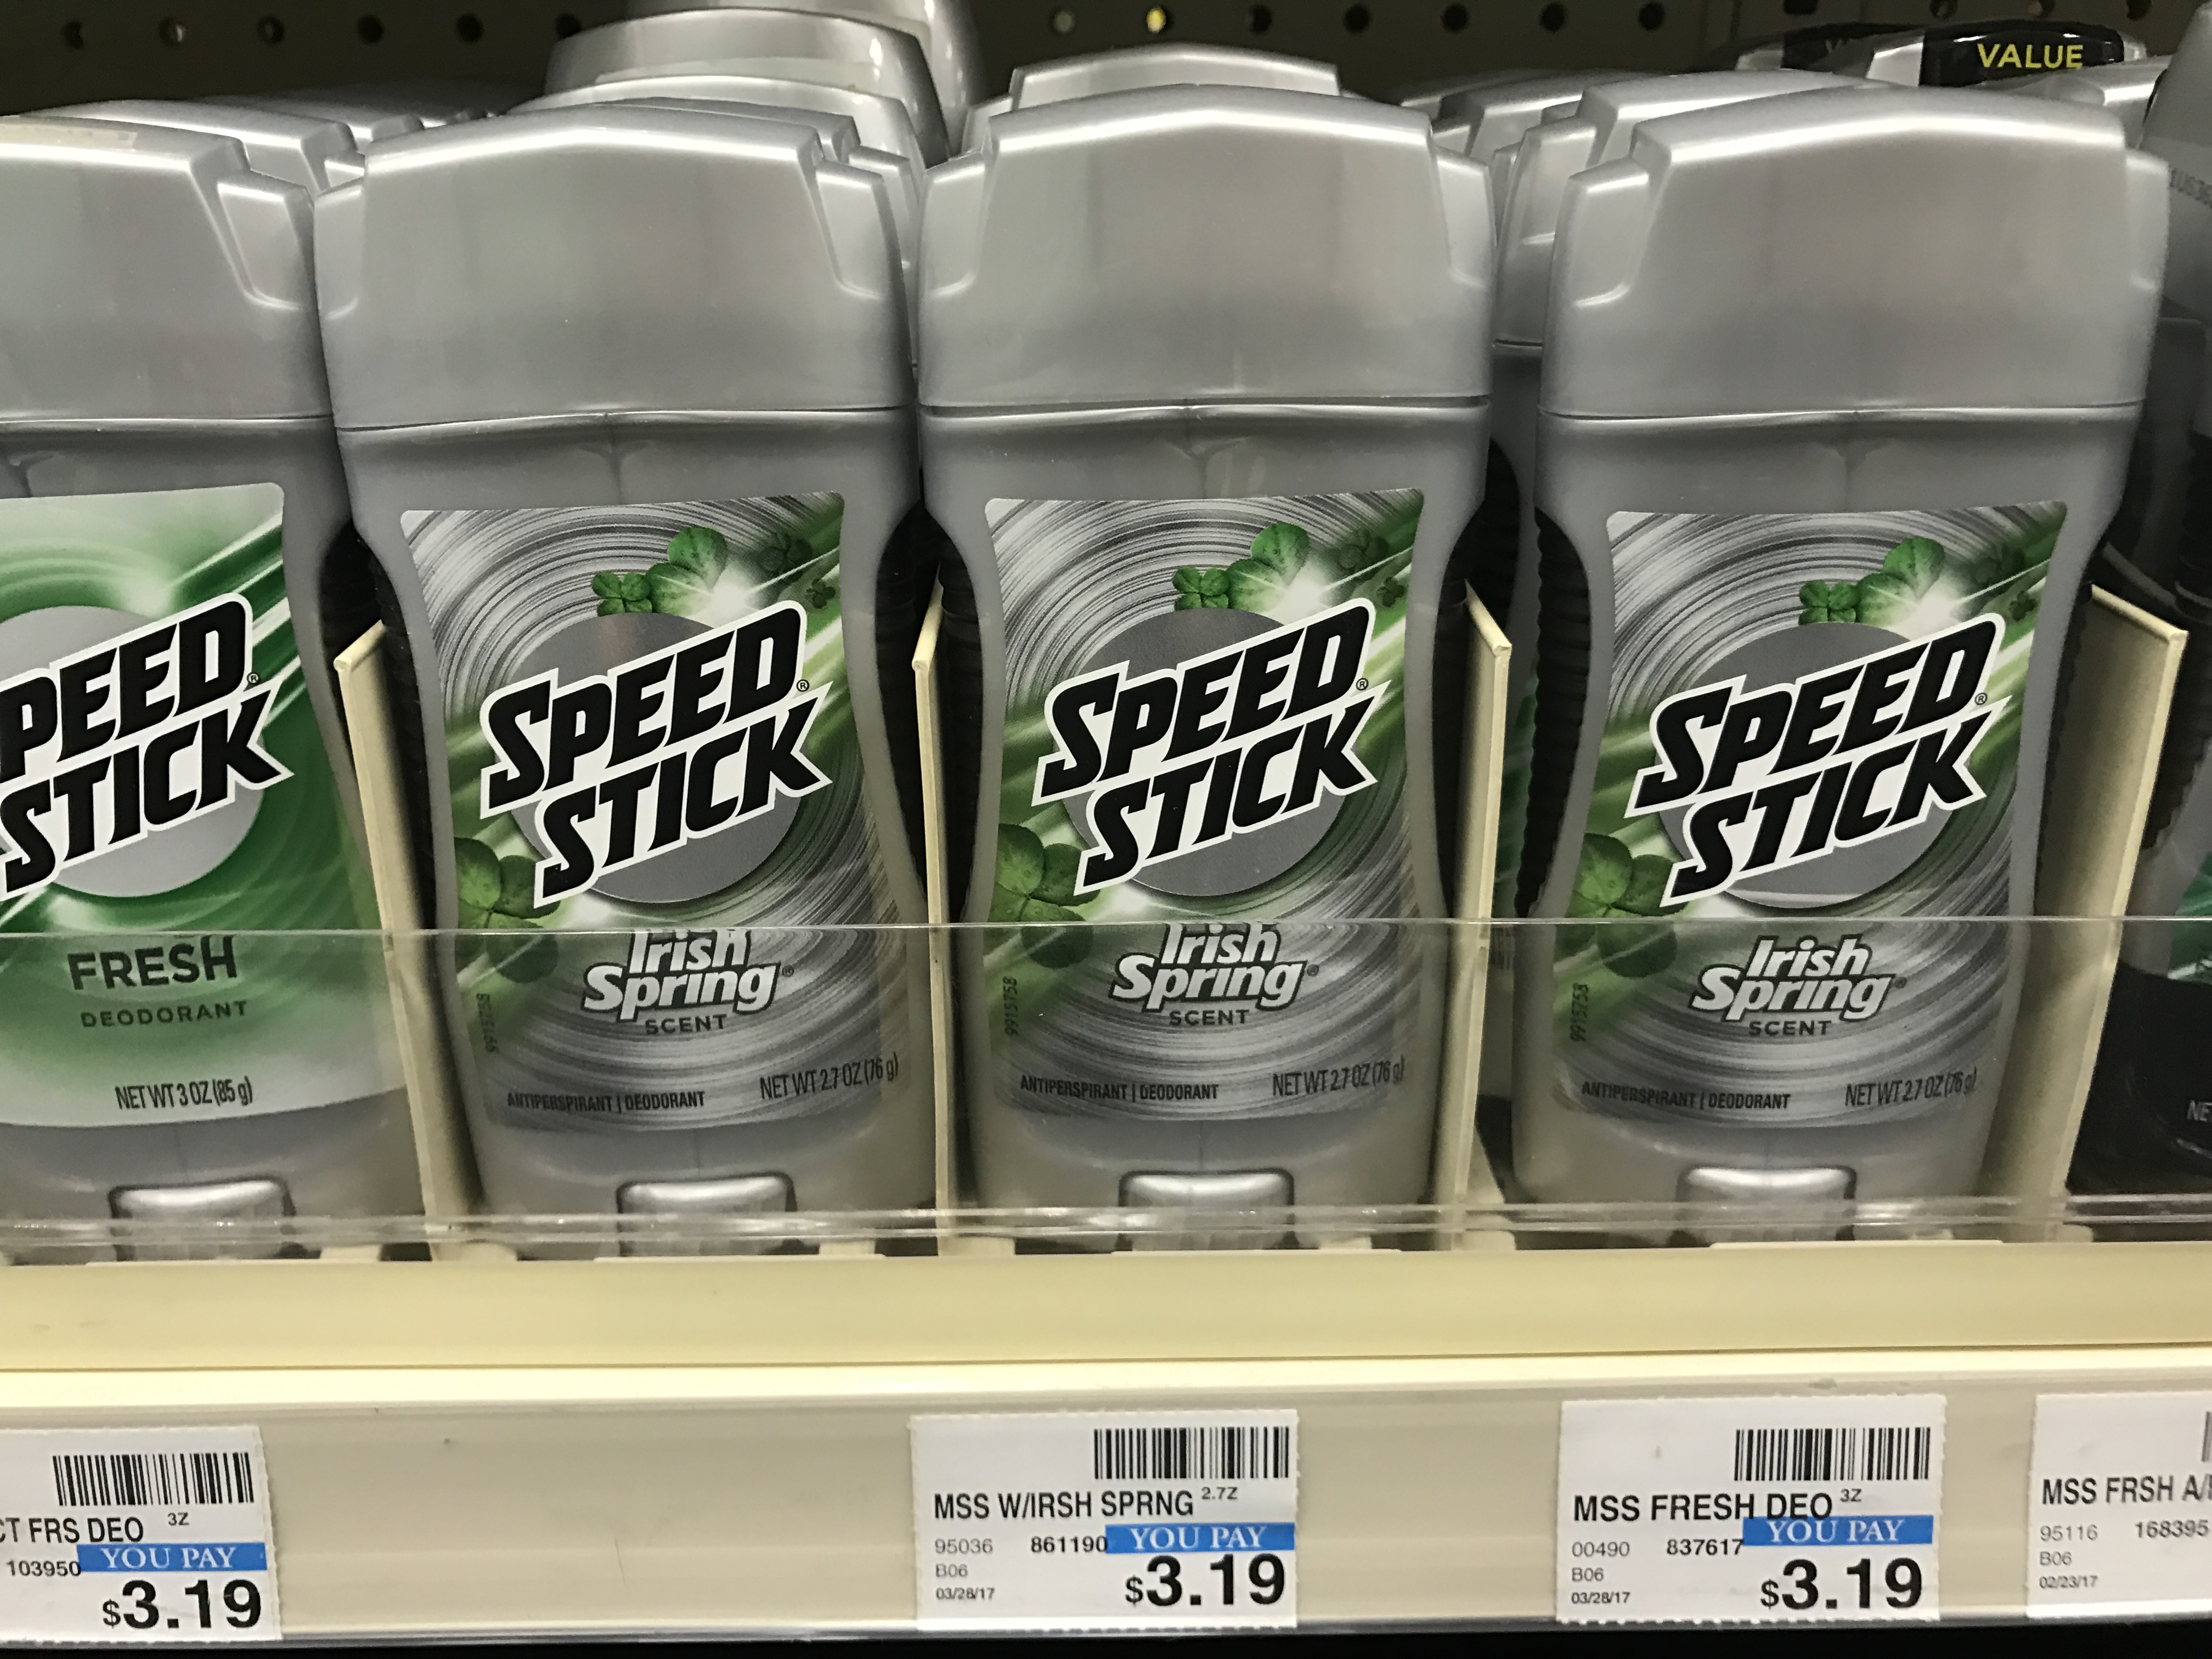 VALUE
PEED
STICK
FRESH
DEODORANT
NET WT 3 OZ (85 g)
SPEED®
STICK
Irish
Spring®
SCENT
9915758
ANTIPERSPIRANT | DEODORANT
NET WT 2.7 OZ (76 g)
SPEED®
STICK
Irish
Spring®
SCENT
9915758
ANTIPERSPIRANT | DEODORANT
NET WT 2.7 OZ (76 g)
SPEED®
STICK
Irish
Spring®
SCENT
9915758
ANTIPERSPIRANT | DEODORANT
NET WT 2.7 OZ (76 g)
NE
CT FRS DEO 3Z
103950 YOU PAY
$3.19
MSS W/IRSH SPRNG 2.7Z
95036 861190 YOU PAY
B06
03/28/17
$3.19
MSS FRESH DEO 3Z
00490 837617 YOU PAY
B06
03/28/17
$3.19
MSS FRSH A/
95116 168395
B06
02/23/17